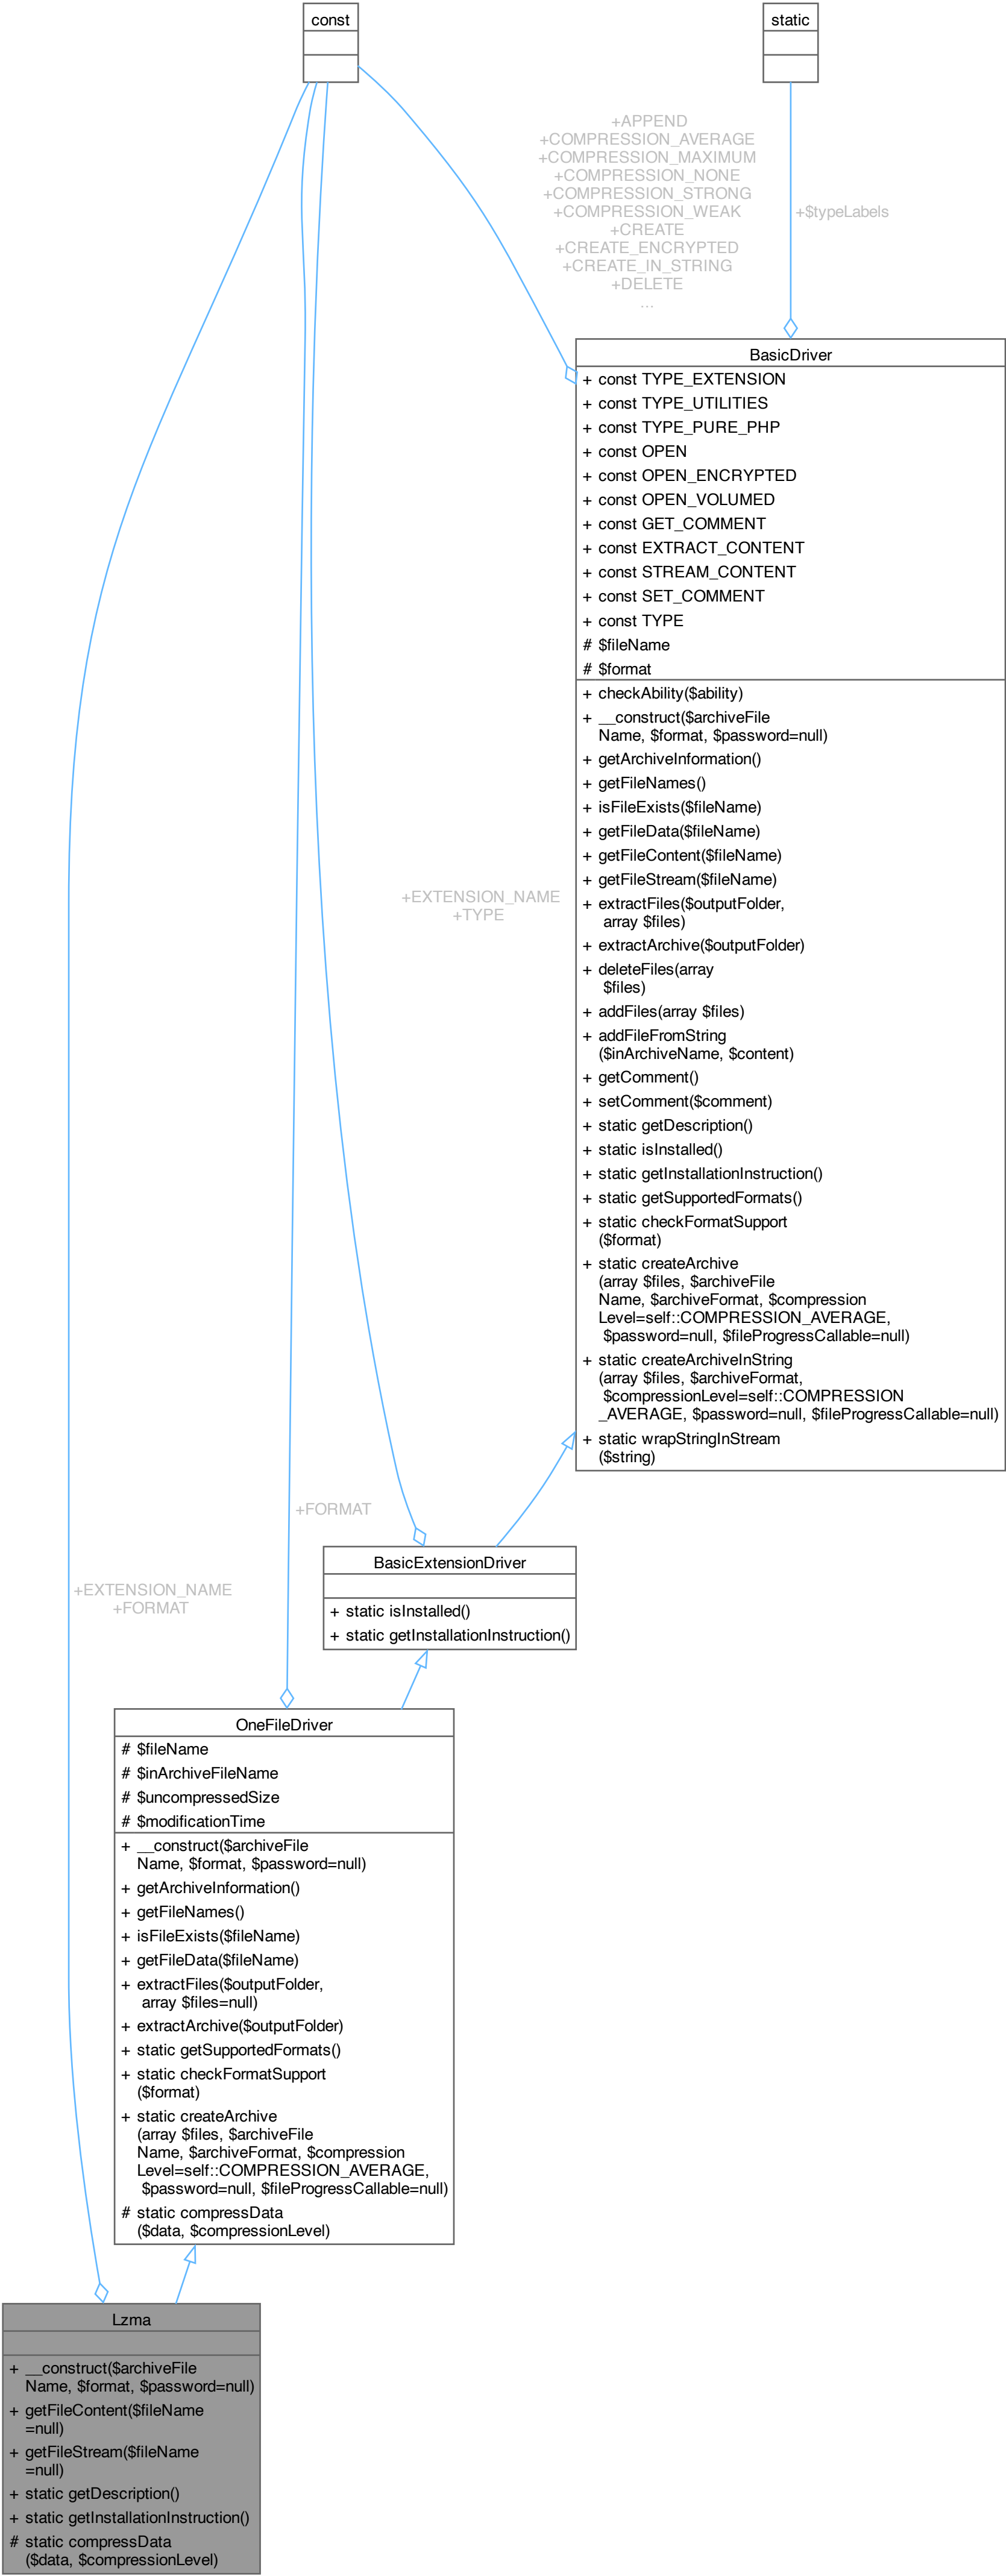 const
static
+APPEND
+COMPRESSION_AVERAGE
+COMPRESSION_MAXIMUM
+COMPRESSION_NONE
+COMPRESSION_STRONG
+COMPRESSION_WEAK
+CREATE
+CREATE_ENCRYPTED
+CREATE_IN_STRING
+DELETE
...
+$typeLabels
BasicDriver
+ const TYPE_EXTENSION
+ const TYPE_UTILITIES
+ const TYPE_PURE_PHP
+ const OPEN
+ const OPEN_ENCRYPTED
+ const OPEN_VOLUMED
+ const GET_COMMENT
+ const EXTRACT_CONTENT
+ const STREAM_CONTENT
+ const SET_COMMENT
+ const TYPE
# $fileName
# $format
+ checkAbility($ability)
+ __construct($archiveFile
Name, $format, $password=null)
+ getArchiveInformation()
+ getFileNames()
+ isFileExists($fileName)
+ getFileData($fileName)
+ getFileContent($fileName)
+ getFileStream($fileName)
+ extractFiles($outputFolder,
array $files)
+ extractArchive($outputFolder)
+ deleteFiles(array
$files)
+ addFiles(array $files)
+ addFileFromString
($inArchiveName, $content)
+ getComment()
+ setComment($comment)
+ static getDescription()
+ static isInstalled()
+ static getInstallationInstruction()
+ static getSupportedFormats()
+ static checkFormatSupport
($format)
+ static createArchive
(array $files, $archiveFile
Name, $archiveFormat, $compression
Level=self::COMPRESSION_AVERAGE,
$password=null, $fileProgressCallable=null)
+ static createArchiveInString
(array $files, $archiveFormat,
$compressionLevel=self::COMPRESSION
_AVERAGE, $password=null, $fileProgressCallable=null)
+ static wrapStringInStream
($string)
+EXTENSION_NAME
+TYPE
BasicExtensionDriver
+ static isInstalled()
+ static getInstallationInstruction()
+FORMAT
+EXTENSION_NAME
+FORMAT
OneFileDriver
# $fileName
# $inArchiveFileName
# $uncompressedSize
# $modificationTime
+ __construct($archiveFile
Name, $format, $password=null)
+ getArchiveInformation()
+ getFileNames()
+ isFileExists($fileName)
+ getFileData($fileName)
+ extractFiles($outputFolder,
array $files=null)
+ extractArchive($outputFolder)
+ static getSupportedFormats()
+ static checkFormatSupport
($format)
+ static createArchive
(array $files, $archiveFile
Name, $archiveFormat, $compression
Level=self::COMPRESSION_AVERAGE,
$password=null, $fileProgressCallable=null)
# static compressData
($data, $compressionLevel)
Lzma
+ __construct($archiveFile
Name, $format, $password=null)
+ getFileContent($fileName
=null)
+ getFileStream($fileName
=null)
+ static getDescription()
+ static getInstallationInstruction()
# static compressData
($data, $compressionLevel)